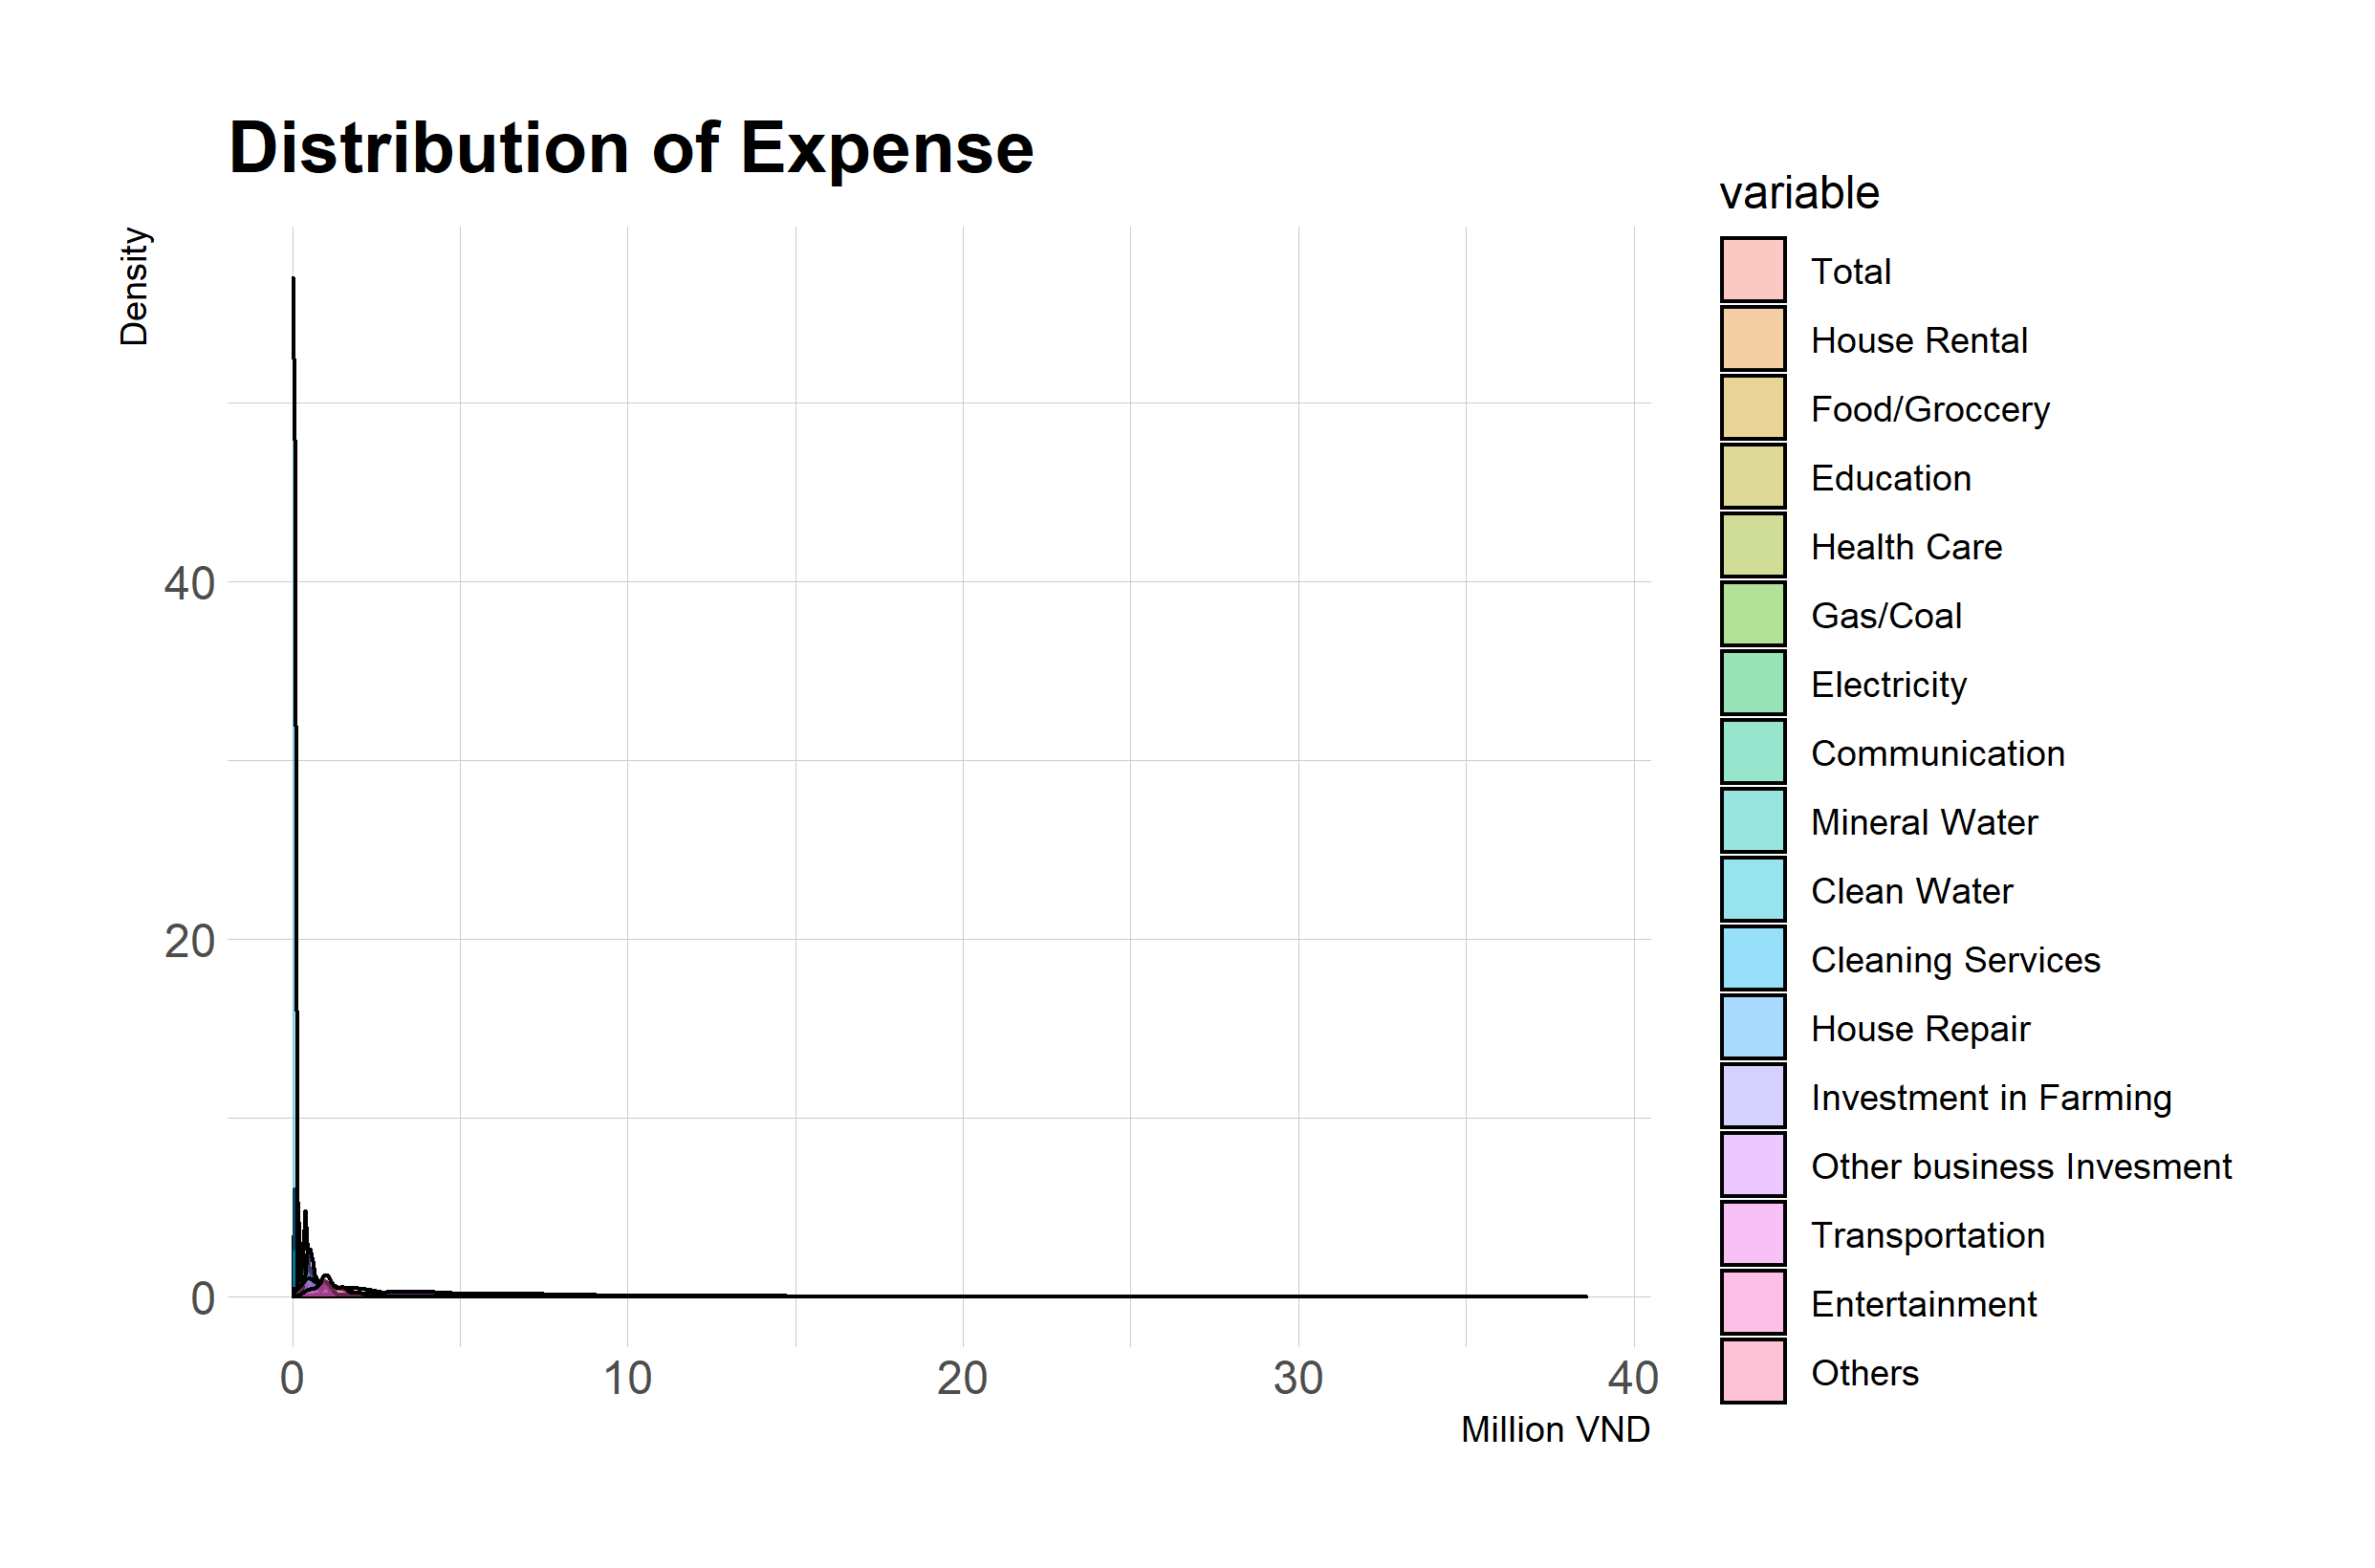 Distribution of Expense
Density
40
20
0
0 10 20 30 40
Million VND
variable
Total
House Rental
Food/Groccery
Education
Health Care
Gas/Coal
Electricity
Communication
Mineral Water
Clean Water
Cleaning Services
House Repair
Investment in Farming
Other business Invesment
Transportation
Entertainment
Others